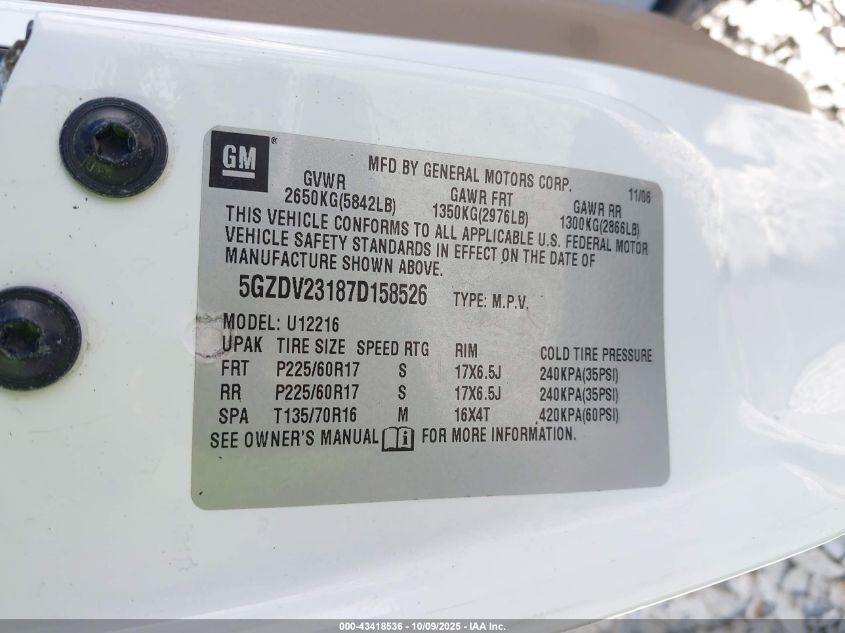 GM ® MFD BY GENERAL MOTORS CORP. 11/06
GVWR GAWR FRT GAWR RR
2650KG(5842LB) 1350KG(2976LB) 1300KG(2866LB)
THIS VEHICLE CONFORMS TO ALL APPLICABLE U.S. FEDERAL MOTOR
VEHICLE SAFETY STANDARDS IN EFFECT ON THE DATE OF
MANUFACTURE SHOWN ABOVE.
5GZDV23187D158526 TYPE: M.P.V.
MODEL: U12216
UPAK TIRE SIZE SPEED RTG RIM COLD TIRE PRESSURE
FRT P225/60R17 S 17X6.5J 240KPA(35PSI)
RR P225/60R17 S 17X6.5J 240KPA(35PSI)
SPA T135/70R16 M 16X4T 420KPA(60PSI)
SEE OWNER'S MANUAL i FOR MORE INFORMATION.
000-43418536 - 10/09/2025 - IAA Inc.